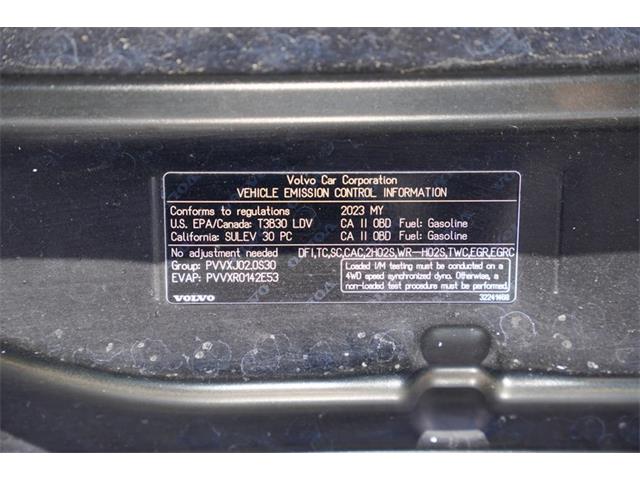 Volvo Car Corporation
VEHICLE EMISSION CONTROL INFORMATION
Conforms to regulations 2023 MY
U.S. EPA/Canada: T3B30 LDV CA II OBD Fuel: Gasoline
California: SULEV 30 PC CA II OBD Fuel: Gasoline
No adjustment needed DFI,TC,SC,CAC,2HO2S,WR-HO2S,TWC,EGR,EGRC
Group: PVVXJ02.0S30
EVAP: PVVXR0142E53
Loaded I/M testing must be conducted on a
4WD speed synchronized dyno. Otherwise, a
non-loaded test procedure must be performed.
VOLVO 32241468